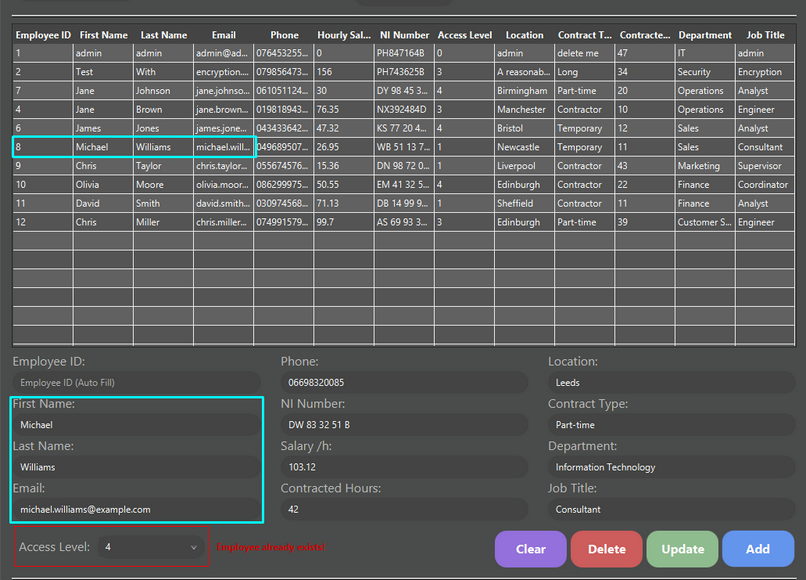 Employee ID First Name Last Name Email Phone Hourly Sal... NI Number Access Level Location Contract T... Contracte... Department Job Title
1 admin admin admin@ad... 076453255... 0 PH847164B 0 admin delete me 47 IT admin
2 Test With encryption.... 079856473... 156 PH743625B 3 A reasonab... Long 34 Security Encryption
7 Jane Johnson jane.johnso... 061051124... 30 DY 98 45 3... 4 Birmingham Part-time 20 Operations Analyst
4 Jane Brown jane.brown... 019818943... 76.35 NX392484D 3 Manchester Contractor 10 Operations Engineer
6 James Jones james.jone... 043433642... 47.32 KS 77 20 4... 4 Bristol Temporary 12 Sales Analyst
8 Michael Williams michael.will... 049689507... 26.95 WB 51 13 7... 1 Newcastle Temporary 11 Sales Consultant
9 Chris Taylor chris.taylor... 055674576... 15.36 DN 98 72 0... 1 Liverpool Contractor 43 Marketing Supervisor
10 Olivia Moore olivia.moor... 086299975... 50.55 EM 41 32 5... 4 Edinburgh Contractor 22 Finance Coordinator
11 David Smith david.smith... 030974568... 71.13 DB 14 99 9... 1 Sheffield Contractor 11 Finance Analyst
12 Chris Miller chris.miller... 074991579... 99.7 AS 69 93 3... 3 Edinburgh Part-time 39 Customer S... Engineer
Employee ID: Phone: Location:
Employee ID (Auto Fill) 06698320085 Leeds
First Name: NI Number: Contract Type:
Michael DW 83 32 51 B Part-time
Last Name: Salary /h: Department:
Williams 103.12 Information Technology
Email: Contracted Hours: Job Title:
michael.williams@example.com 42 Consultant
Access Level: 4 Employee already exists! Clear Delete Update Add